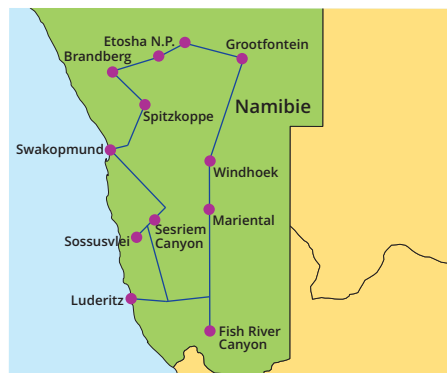 Etosha N.P.
Grootfontein
Brandberg
Spitzkoppe
Namibie
Swakopmund
Windhoek
Mariental
Sesriem
Canyon
Sossusvlei
Luderitz
Fish River
Canyon